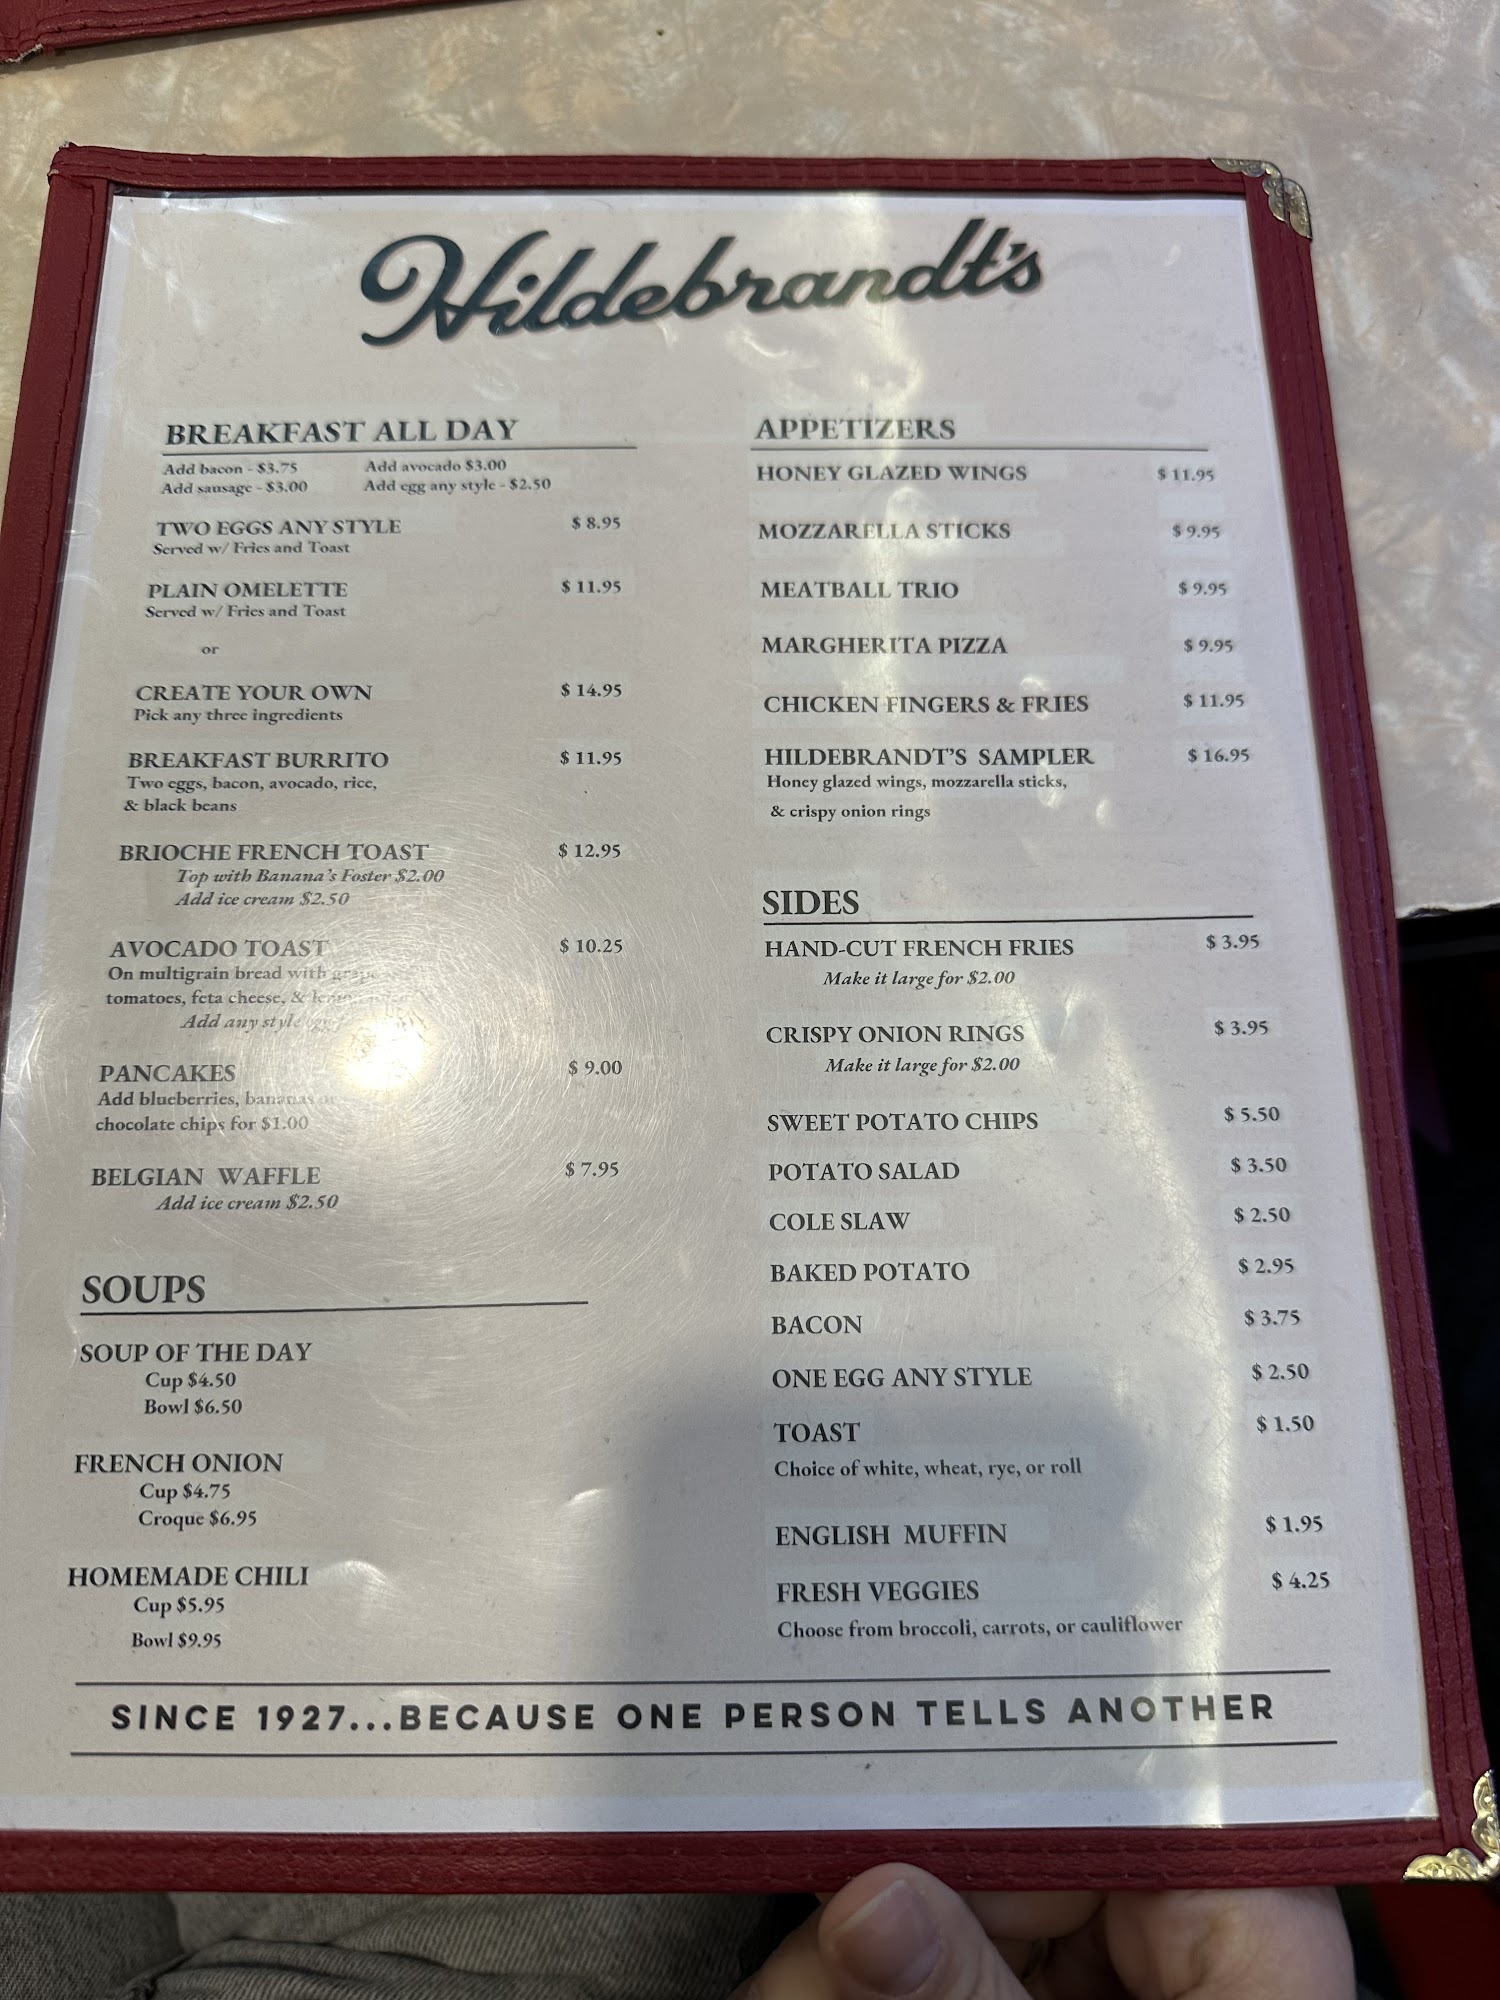 Hildebrandt's
BREAKFAST ALL DAY
Add bacon - $3.75 Add avocado $3.00
Add sausage - $3.00 Add egg any style - $2.50
TWO EGGS ANY STYLE $ 8.95
Served w/ Fries and Toast
PLAIN OMELETTE $ 11.95
Served w/ Fries and Toast
or
CREATE YOUR OWN $ 14.95
Pick any three ingredients
BREAKFAST BURRITO $ 11.95
Two eggs, bacon, avocado, rice,
& black beans
BRIOCHE FRENCH TOAST $ 12.95
Top with Banana's Foster $2.00
Add ice cream $2.50
AVOCADO TOAST $ 10.25
On multigrain bread with
tomatoes, feta cheese, &
Add any style
PANCAKES $ 9.00
Add blueberries, bananas or
chocolate chips for $1.00
BELGIAN WAFFLE $ 7.95
Add ice cream $2.50
SOUPS
SOUP OF THE DAY
Cup $4.50
Bowl $6.50
FRENCH ONION
Cup $4.75
Croque $6.95
HOMEMADE CHILI
Cup $5.95
Bowl $9.95
APPETIZERS
HONEY GLAZED WINGS $ 11.95
MOZZARELLA STICKS $ 9.95
MEATBALL TRIO $ 9.95
MARGHERITA PIZZA $ 9.95
CHICKEN FINGERS & FRIES $ 11.95
HILDEBRANDT'S SAMPLER $ 16.95
Honey glazed wings, mozzarella sticks,
& crispy onion rings
SIDES
HAND-CUT FRENCH FRIES $ 3.95
Make it large for $2.00
CRISPY ONION RINGS $ 3.95
Make it large for $2.00
SWEET POTATO CHIPS $ 5.50
POTATO SALAD $ 3.50
COLE SLAW $ 2.50
BAKED POTATO $ 2.95
BACON $ 3.75
ONE EGG ANY STYLE $ 2.50
TOAST $ 1.50
Choice of white, wheat, rye, or roll
ENGLISH MUFFIN $ 1.95
FRESH VEGGIES $ 4.25
Choose from broccoli, carrots, or cauliflower
SINCE 1927...BECAUSE ONE PERSON TELLS ANOTHER